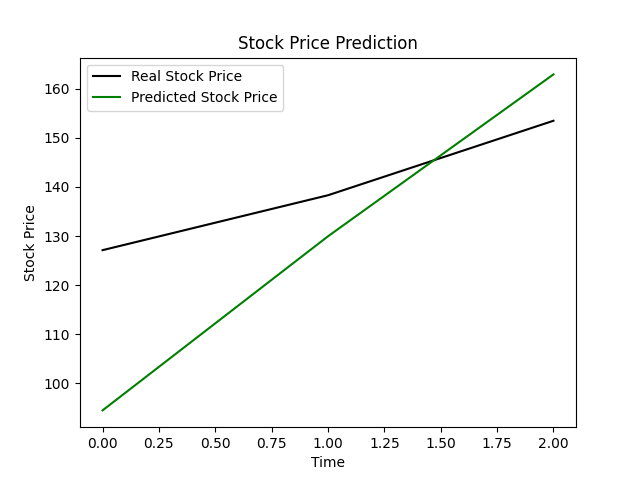 Stock Price Prediction
Real Stock Price
Predicted Stock Price
160
150
140
130
120
110
100
Stock Price
0.00 0.25 0.50 0.75 1.00 1.25 1.50 1.75 2.00
Time